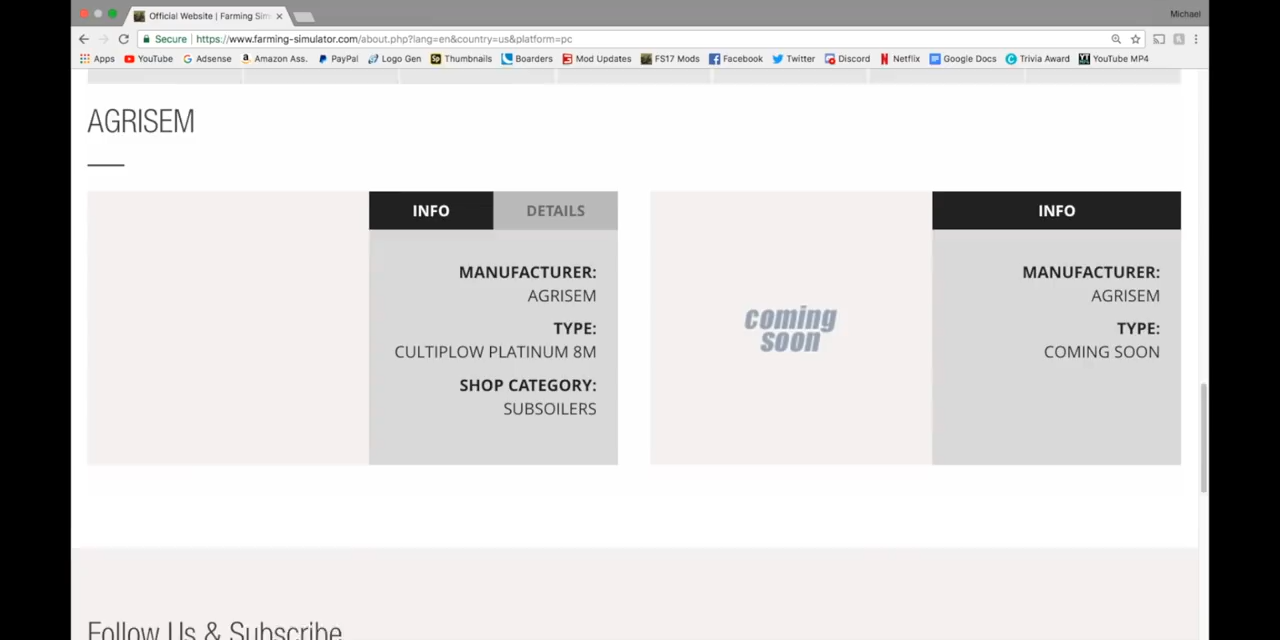 Official Website | Farming Sim
Michael
Secure https://www.farming-simulator.com/about.php?lang=en&country=us&platform=pc
Apps YouTube Adsense Amazon Ass. PayPal Logo Gen Thumbnails Boarders Mod Updates FS17 Mods Facebook Twitter Discord Netflix Google Docs Trivia Award YouTube MP4
AGRISEM
INFO DETAILS
MANUFACTURER:
AGRISEM
TYPE:
CULTIPLOW PLATINUM 8M
SHOP CATEGORY:
SUBSOILERS
coming
soon
INFO
MANUFACTURER:
AGRISEM
TYPE:
COMING SOON
Follow Us & Subscribe